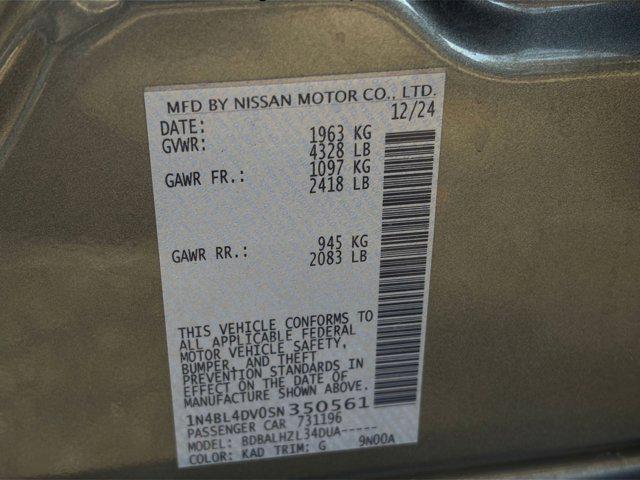 MFD BY NISSAN MOTOR CO., LTD.
DATE: 12/24
GVWR: 1963 KG
4328 LB
GAWR FR.: 1097 KG
2418 LB
GAWR RR.: 945 KG
2083 LB
THIS VEHICLE CONFORMS TO
ALL APPLICABLE FEDERAL
MOTOR VEHICLE SAFETY,
BUMPER, AND THEFT
PREVENTION STANDARDS IN
EFFECT ON THE DATE OF
MANUFACTURE SHOWN ABOVE.
1N4BL4DV0SN350561
PASSENGER CAR 731196
MODEL: BDBALHZL34DUA-----
COLOR: KAD TRIM: G 9N00A